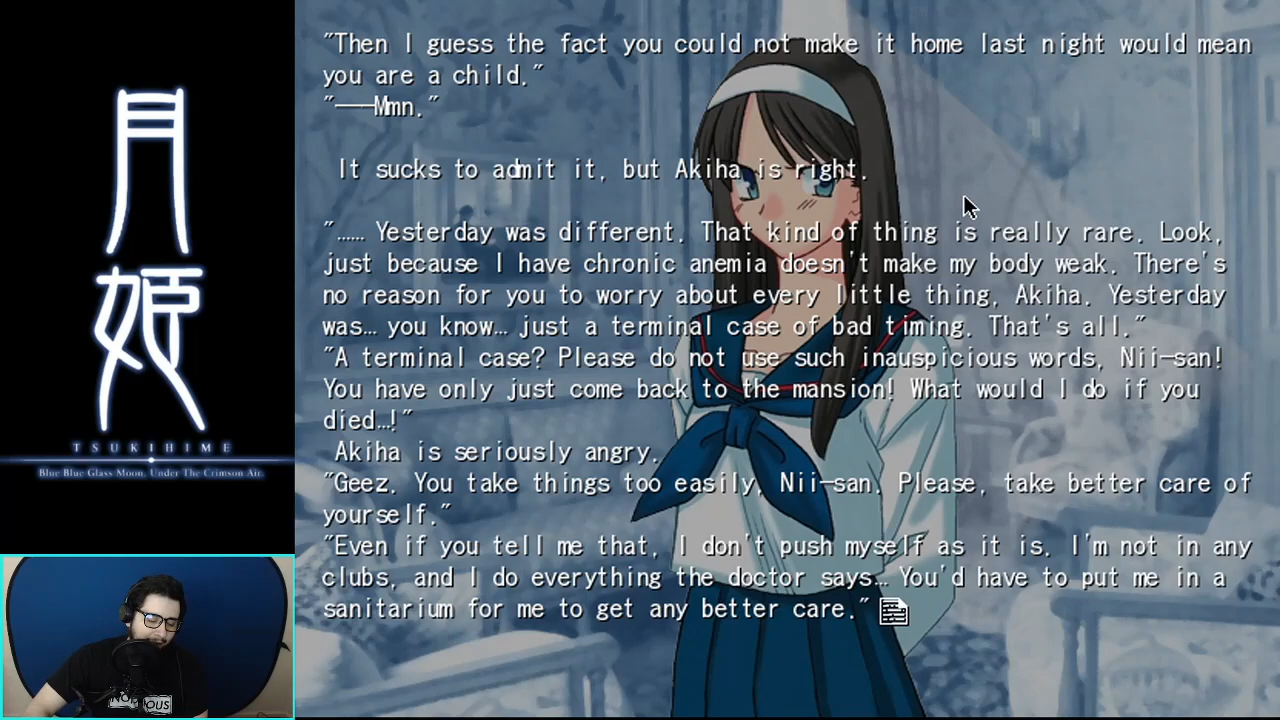 月
姫
TSUKIHIME
Blue Blue Glass Moon, Under The Crimson Air.
"Then I guess the fact you could not make it home last night would mean
you are a child."
"――Mmn."
It sucks to admit it, but Akiha is right.
"…… Yesterday was different. That kind of thing is really rare. Look,
just because I have chronic anemia doesn't make my body weak. There's
no reason for you to worry about every little thing, Akiha. Yesterday
was… you know… just a terminal case of bad timing. That's all."
"A terminal case? Please do not use such inauspicious words, Nii-san!
You have only just come back to the mansion! What would I do if you
died…!"
Akiha is seriously angry.
"Geez. You take things too easily, Nii-san. Please, take better care of
yourself."
"Even if you tell me that, I don't push myself as it is. I'm not in any
clubs, and I do everything the doctor says… You'd have to put me in a
sanitarium for me to get any better care."